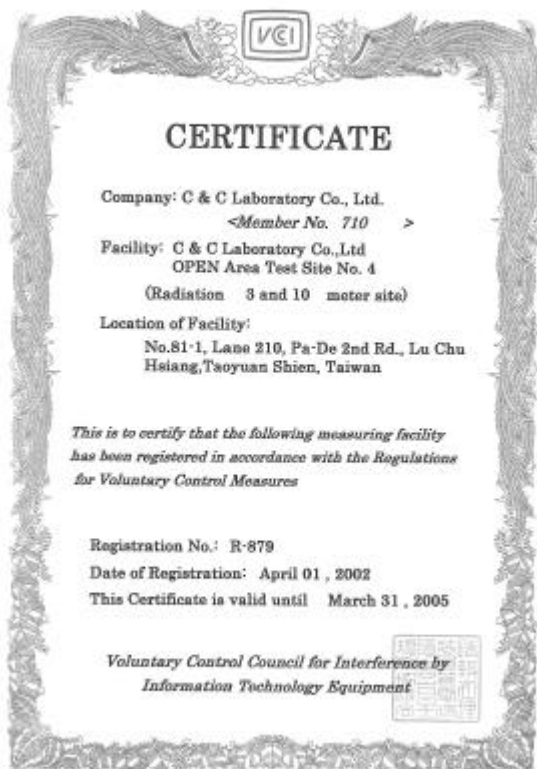 VCI
CERTIFICATE
Company: C & C Laboratory Co., Ltd.
<Member No. 710 >
Facility: C & C Laboratory Co.,Ltd
OPEN Area Test Site No. 4
(Radiation 3 and 10 meter site)
Location of Facility:
No.81-1, Lane 210, Pa-De 2nd Rd., Lu Chu
Hsiang,Taoyuan Shien, Taiwan
This is to certify that the following measuring facility
has been registered in accordance with the Regulations
for Voluntary Control Measures
Registration No.: R-879
Date of Registration: April 01 , 2002
This Certificate is valid until March 31 , 2005
Voluntary Control Council for Interference by
Information Technology Equipment